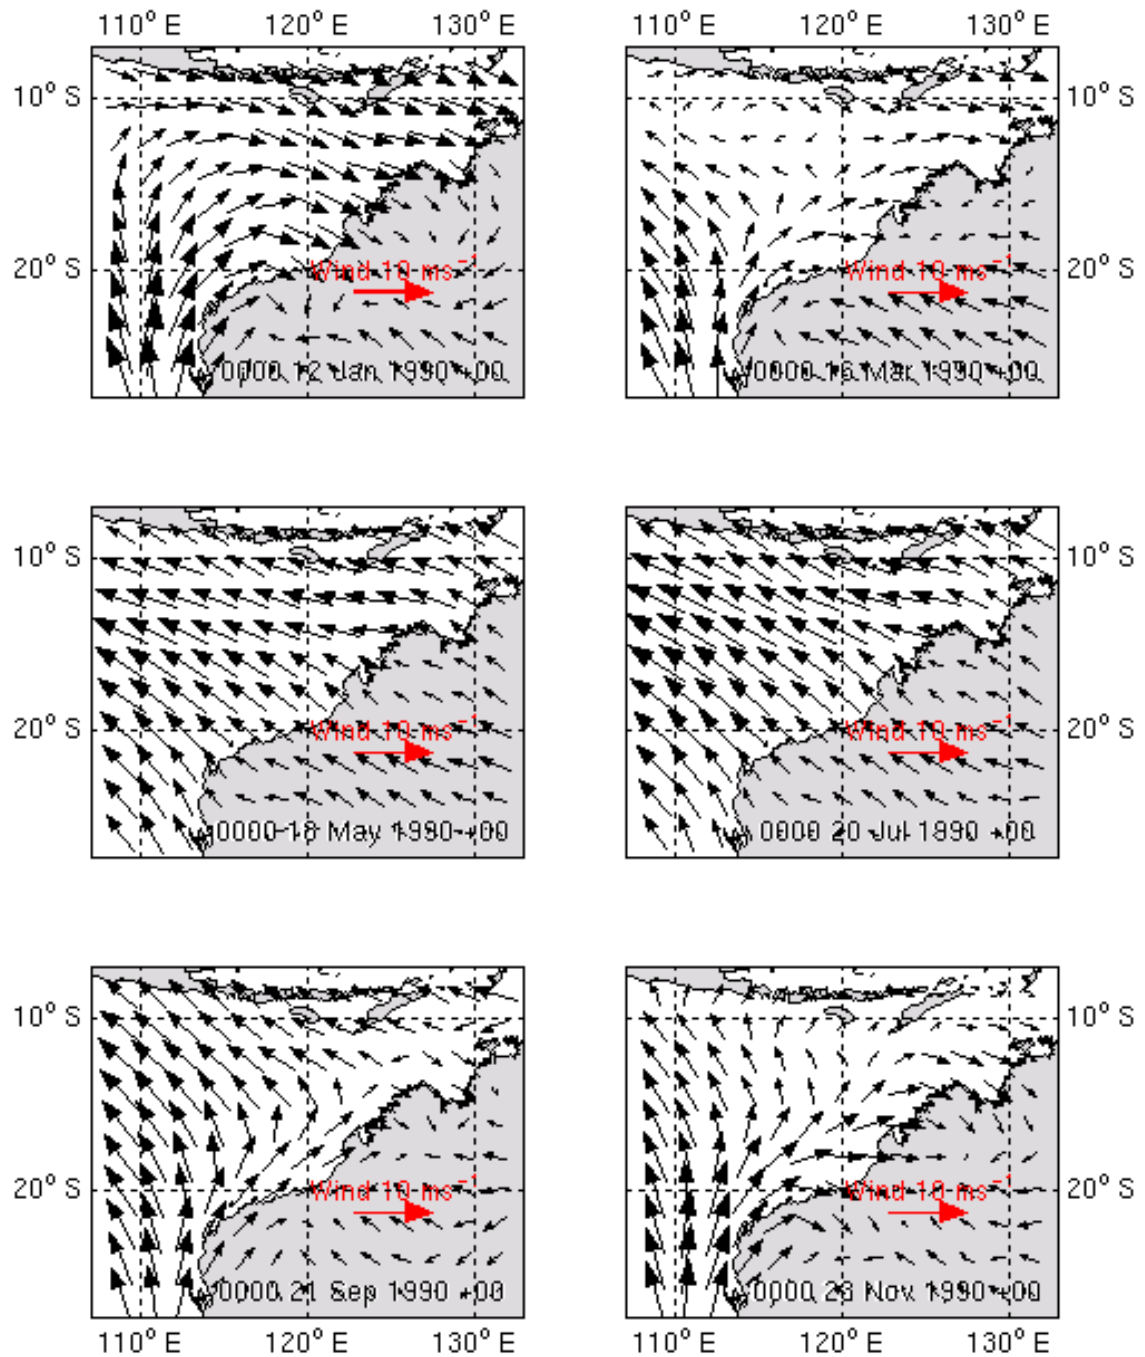 110° E 120° E 130° E 110° E 120° E 130° E
10° S 10° S
20° S Wind 10 ms⁻¹ Wind 10 ms⁻¹ 20° S
0000 12 Jan 1990 +00 0000 16 Mar 1990 +00
10° S 10° S
20° S Wind 10 ms⁻¹ Wind 10 ms⁻¹ 20° S
0000 18 May 1990 +00 0000 20 Jul 1990 +00
10° S 10° S
20° S Wind 10 ms⁻¹ Wind 10 ms⁻¹ 20° S
0000 21 Sep 1990 +00 0000 23 Nov 1990 +00
110° E 120° E 130° E 110° E 120° E 130° E